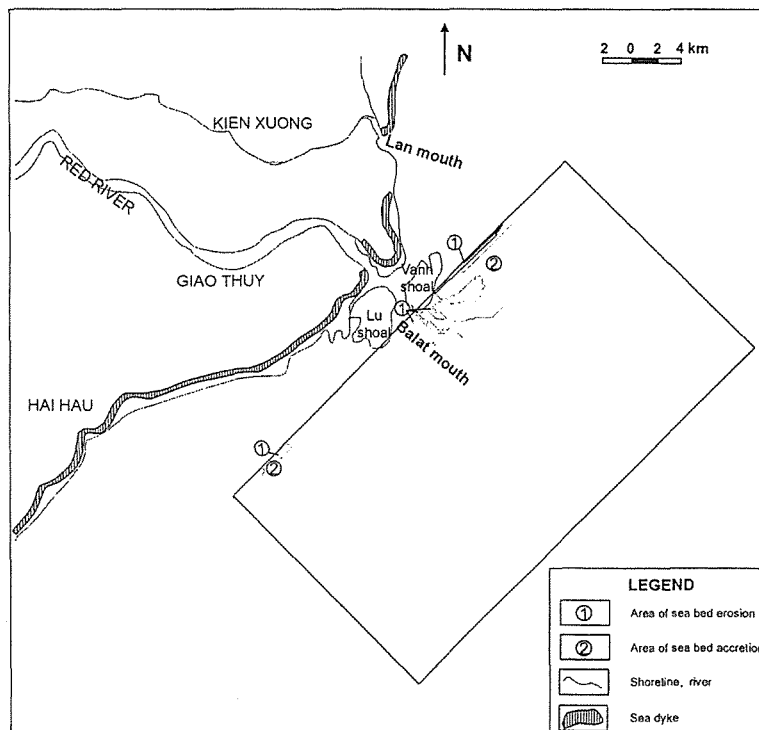 N
2 0 2 4 km
KIEN XUONG
Lan mouth
RED RIVER
GIAO THUY
Vanh
shoal
①
②
①
Lu
shoal
Balat mouth
HAI HAU
①
②
LEGEND
① Area of sea bed erosion
② Area of sea bed accretion
Shoreline, river
Sea dyke